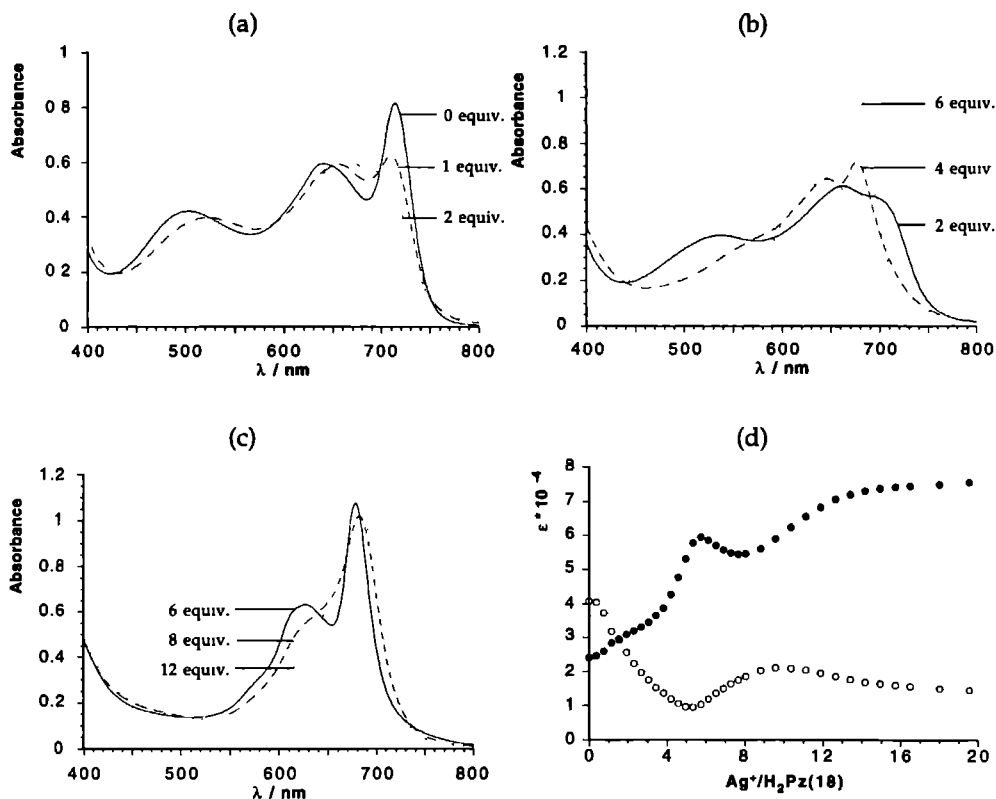 (a)
Absorbance
1
0.8
0.6
0.4
0.2
0
0 equiv.
1 equiv.
2 equiv.
400 500 600 700 800
λ / nm
(b)
Absorbance
1.2
1
0.8
0.6
0.4
0.2
0
6 equiv.
4 equiv
2 equiv.
400 500 600 700 800
λ / nm
(c)
Absorbance
1.2
1
0.8
0.6
0.4
0.2
0
6 equiv.
8 equiv.
12 equiv.
400 500 600 700 800
λ / nm
(d)
ε*10⁻⁴
8
7
6
5
4
3
2
1
0
0 4 8 12 16 20
Ag⁺/H₂Pz(18)